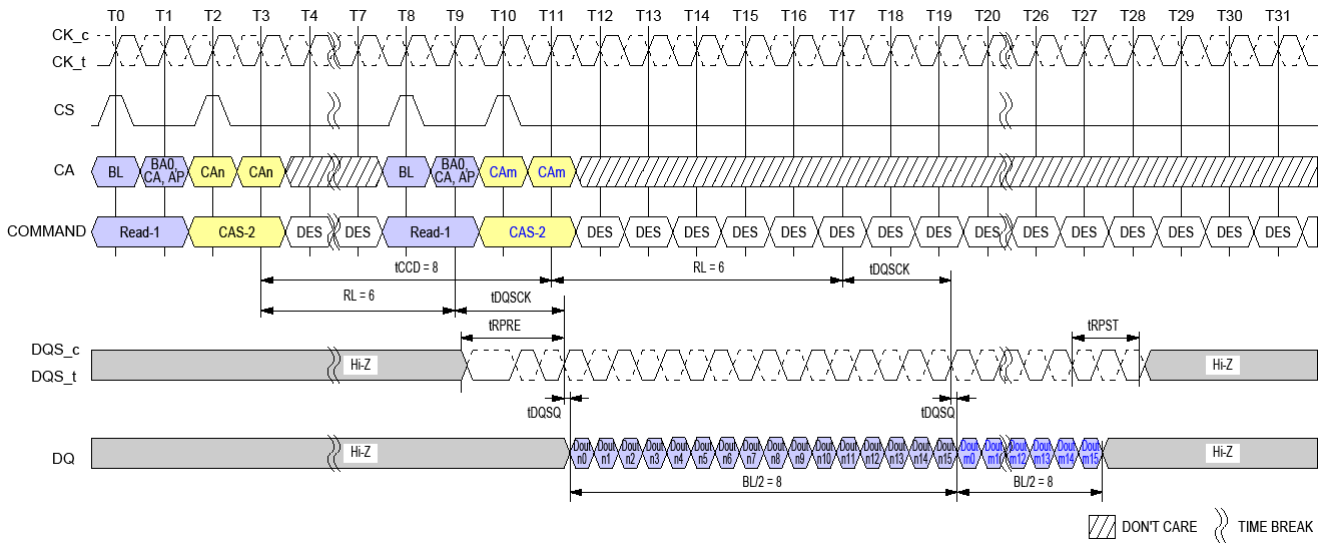 T0 T1 T2 T3 T4 T7 T8 T9 T10 T11 T12 T13 T14 T15 T16 T17 T18 T19 T20 T26 T27 T28 T29 T30 T31
CK_c
CK_t
CS
CA BL BA0, CA, AP CAn CAn BL BA0, CA, AP CAm CAm
COMMAND Read-1 CAS-2 DES DES Read-1 CAS-2 DES DES DES DES DES DES DES DES DES DES DES DES DES DES DES
tCCD = 8 RL = 6 tDQSCK
RL = 6 tDQSCK
tRPRE tRPST
DQS_c
DQS_t
Hi-Z Hi-Z
tDQSQ tDQSQ
DQ Hi-Z Dout n0 Dout n1 Dout n2 Dout n3 Dout n4 Dout n5 Dout n6 Dout n7 Dout n8 Dout n9 Dout n10 Dout n11 Dout n12 Dout n13 Dout n14 Dout n15 Dout m0 Dout Dout m12 Dout m13 Dout m14 Dout m15 Hi-Z
BL/2 = 8 BL/2 = 8
DON'T CARE TIME BREAK